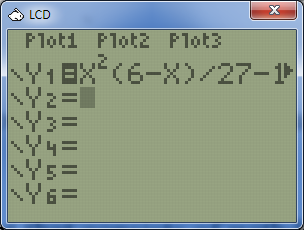 LCD
Plot1 Plot2 Plot3
\Y₁=X²(6-X)/27-1
\Y₂=
\Y₃=
\Y₄=
\Y₅=
\Y₆=